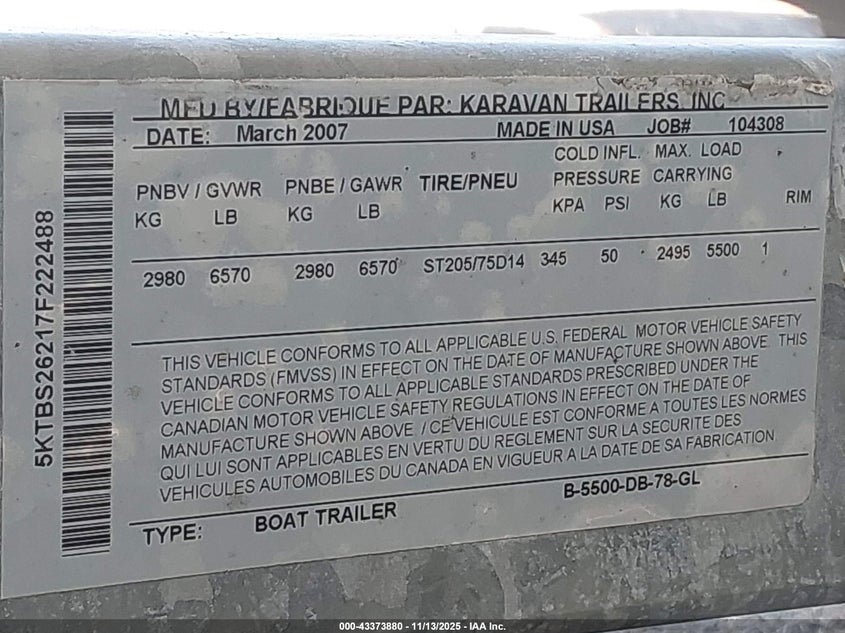 MFD BY/FABRIQUE PAR: KARAVAN TRAILERS, INC
DATE: March 2007 MADE IN USA JOB# 104308
COLD INFL. MAX. LOAD
PNBV / GVWR PNBE / GAWR TIRE/PNEU PRESSURE CARRYING
KG LB KG LB KPA PSI KG LB RIM
2980 6570 2980 6570 ST205/75D14 345 50 2495 5500 1
THIS VEHICLE CONFORMS TO ALL APPLICABLE U.S. FEDERAL MOTOR VEHICLE SAFETY
STANDARDS (FMVSS) IN EFFECT ON THE DATE OF MANUFACTURE SHOWN ABOVE THIS
VEHICLE CONFORMS TO ALL APPLICABLE STANDARDS PRESCRIBED UNDER THE
CANADIAN MOTOR VEHICLE SAFETY REGULATIONS IN EFFECT ON THE DATE OF
MANUFACTURE SHOWN ABOVE / CE VEHICULE EST CONFORME A TOUTES LES NORMES
QUI LUI SONT APPLICABLES EN VERTU DU REGLEMENT SUR LA SECURITE DES
VEHICULES AUTOMOBILES DU CANADA EN VIGUEUR A LA DATE DE SA FABRICATION
TYPE: BOAT TRAILER B-5500-DB-78-GL
5KTBS26217F222488
000-43373880 - 11/13/2025 - IAA Inc.